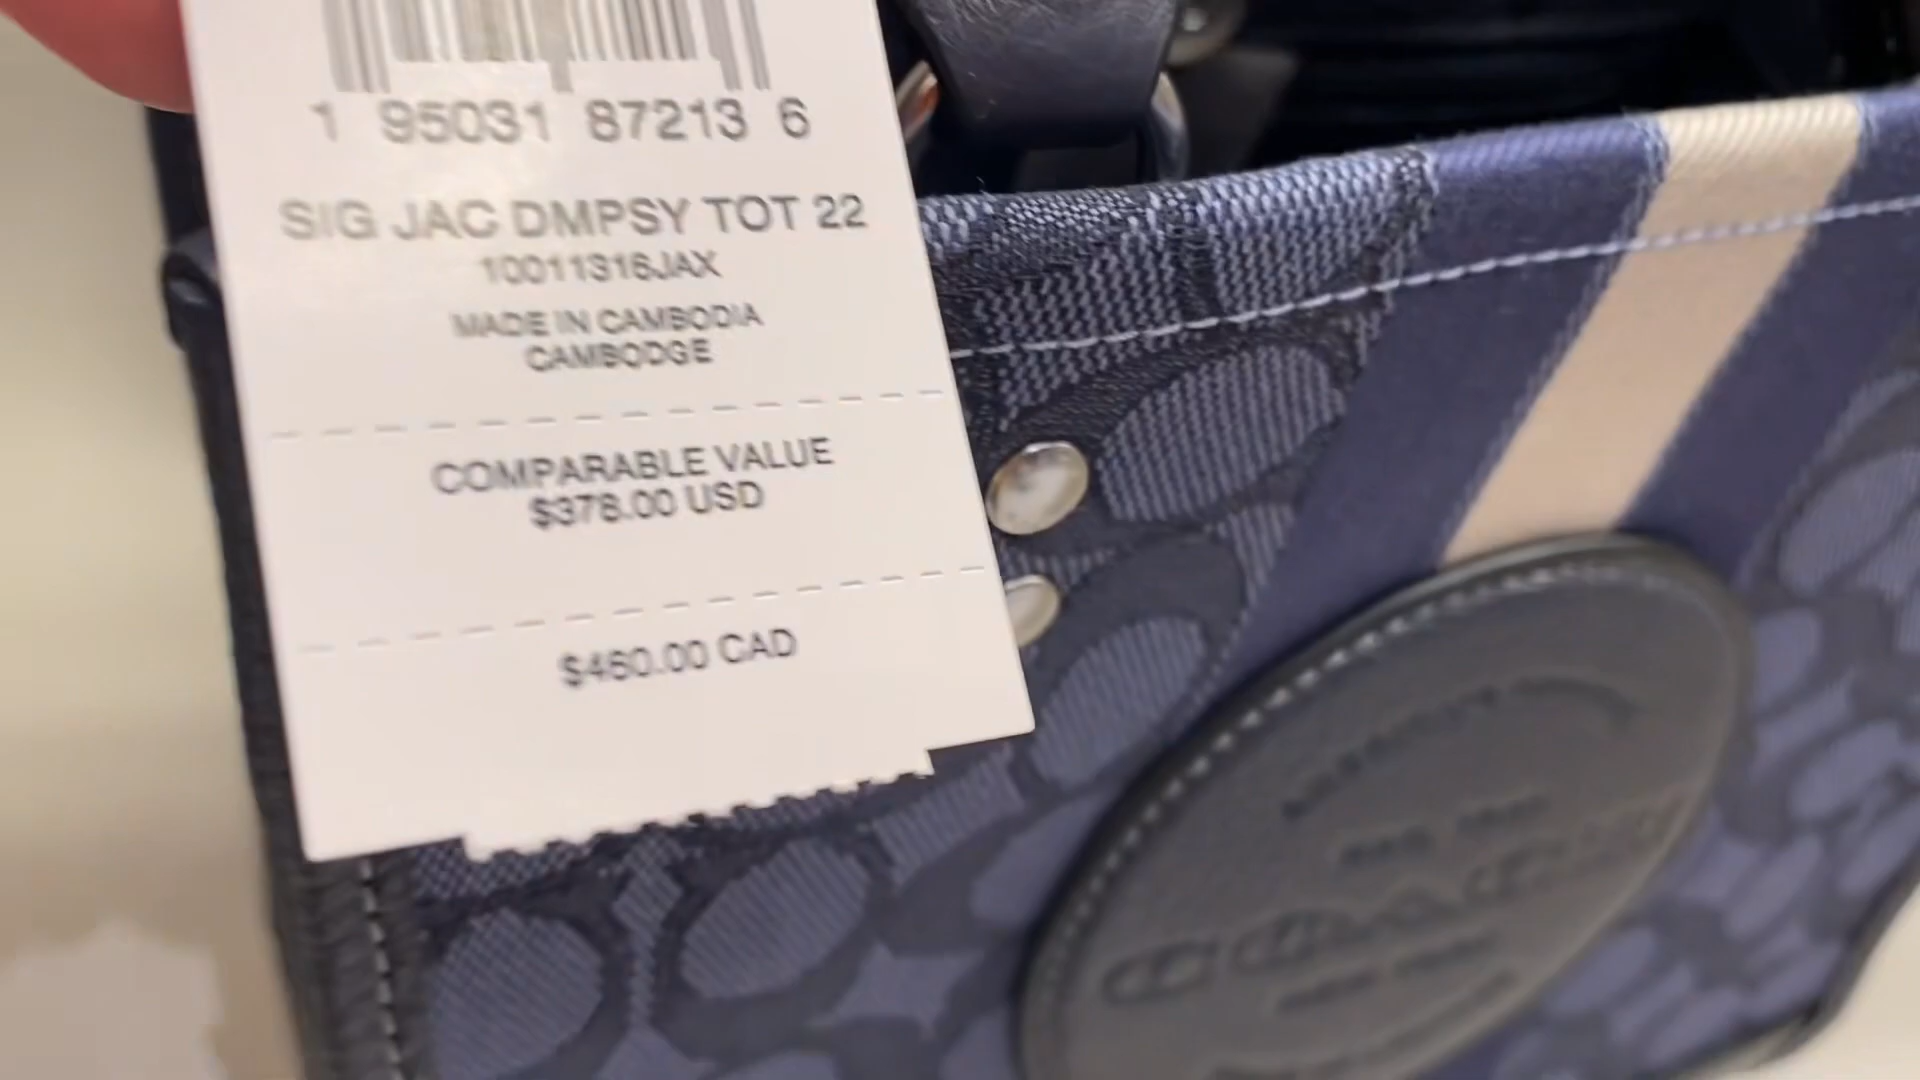 1 95031 87213 6
SIG JAC DMPSY TOT 22
10011316JAX
MADE IN CAMBODIA
CAMBODGE
COMPARABLE VALUE
$378.00 USD
$460.00 CAD
COACH